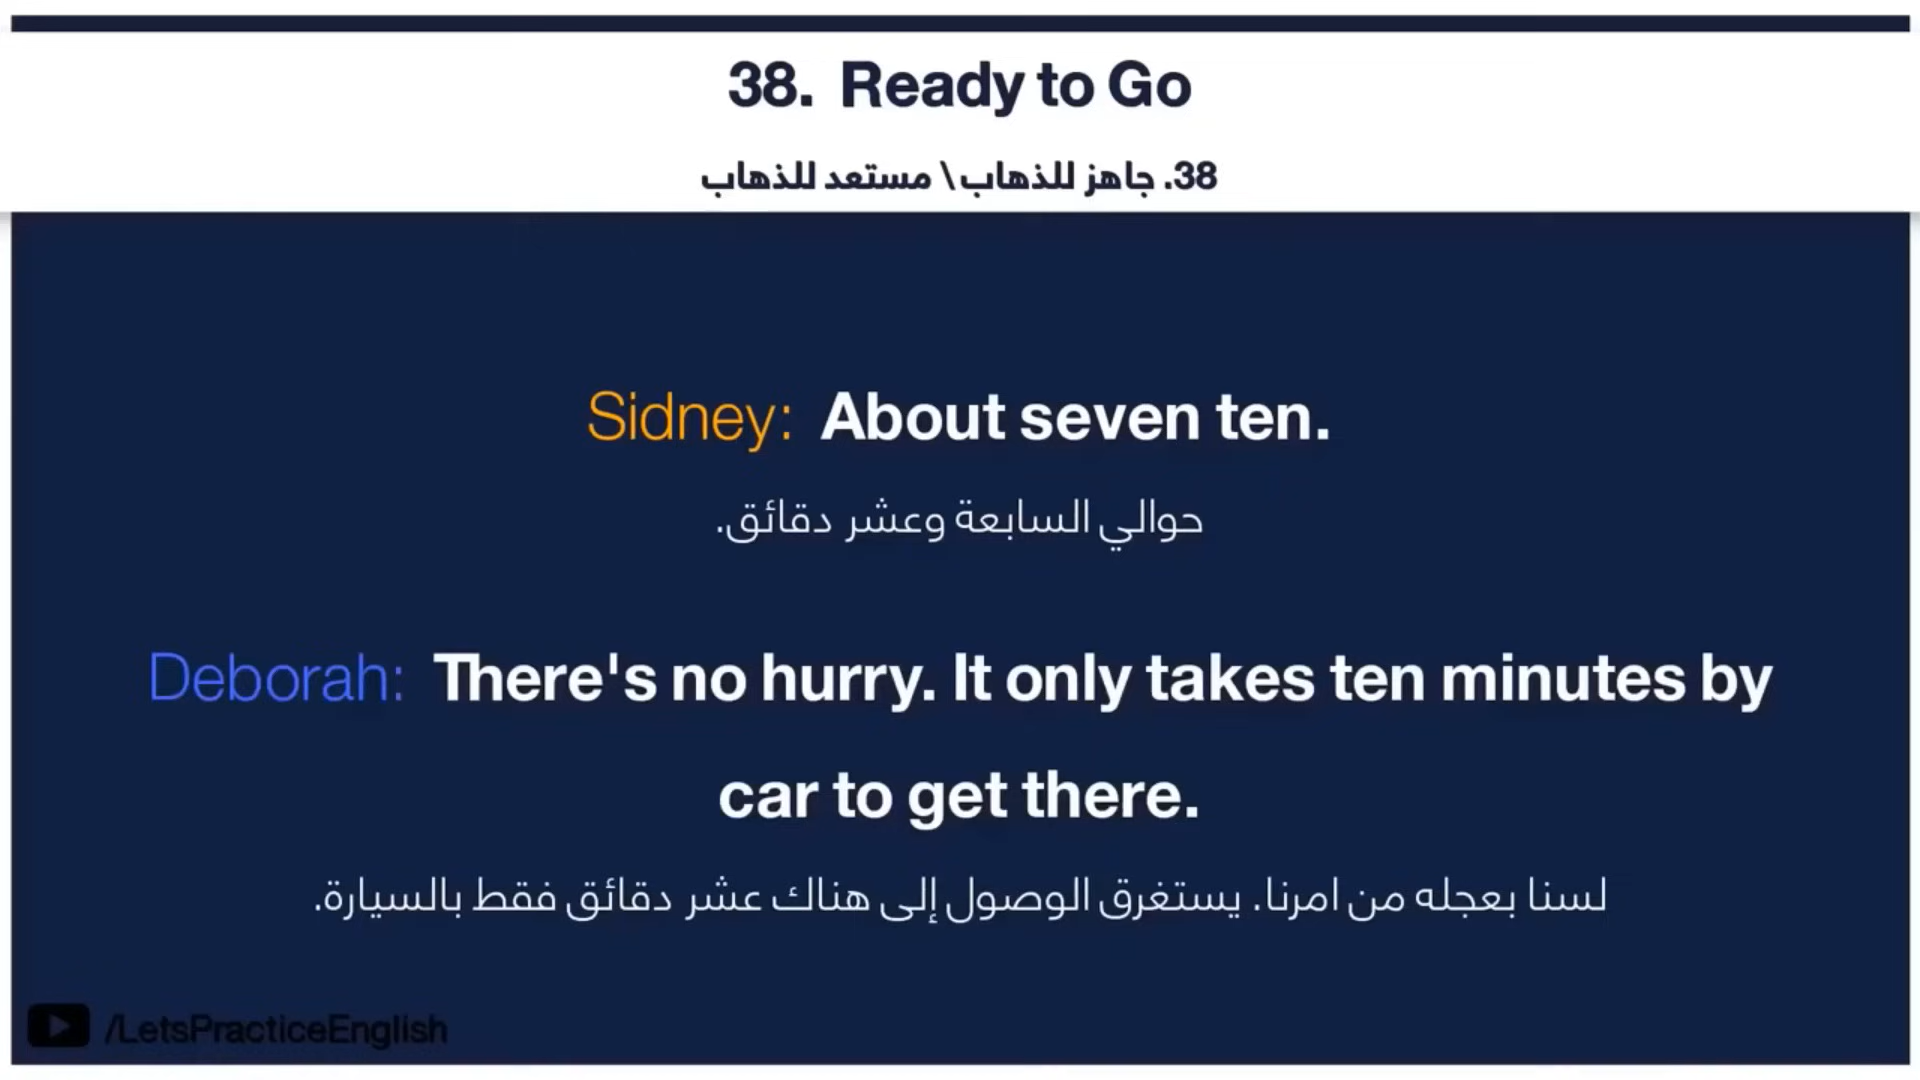 38. Ready to Go
38. جاهز للذهاب \ مستعد للذهاب
Sidney: About seven ten.
حوالي السابعة وعشر دقائق.
Deborah: There's no hurry. It only takes ten minutes by
car to get there.
لسنا بعجله من امرنا. يستغرق الوصول إلى هناك عشر دقائق فقط بالسيارة.
/LetsPracticeEnglish